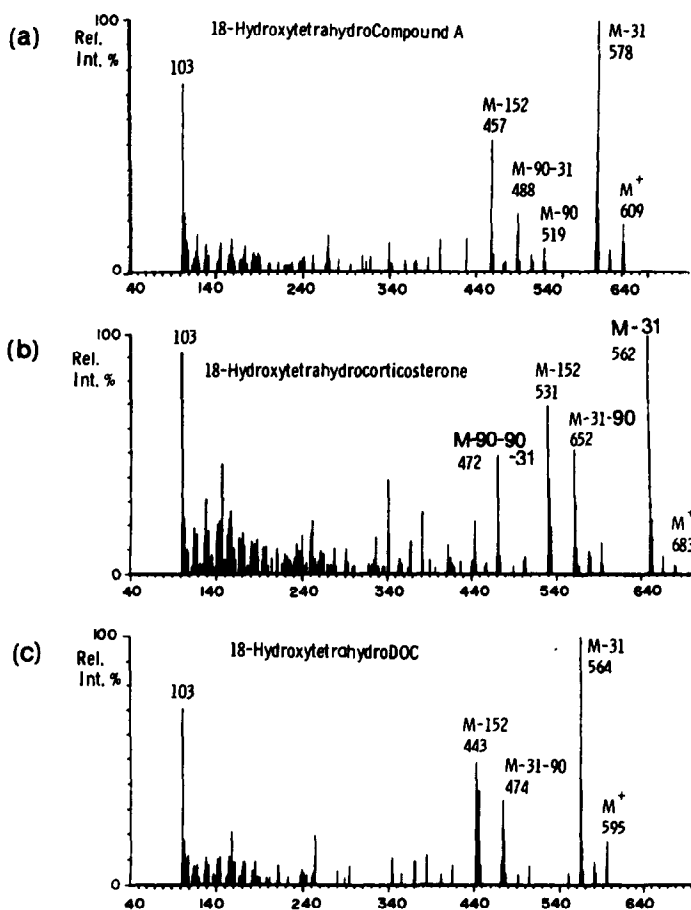 (a)
100
Rel.
Int. %
0
18-HydroxytetrahydroCompound A
103
M-152
457
M-90-31
488
M-90
519
M-31
578
M+
609
40 140 240 340 440 540 640
(b)
100
Rel.
Int. %
0
18-Hydroxytetrahydrocorticosterone
103
M-90-90
-31
472
M-152
531
M-31-90
652
M-31
562
M+
683
40 140 240 340 440 540 640
(c)
100
Rel.
Int. %
0
18-HydroxytetrahydroDOC
103
M-152
443
M-31-90
474
M-31
564
M+
595
40 140 240 340 440 540 640